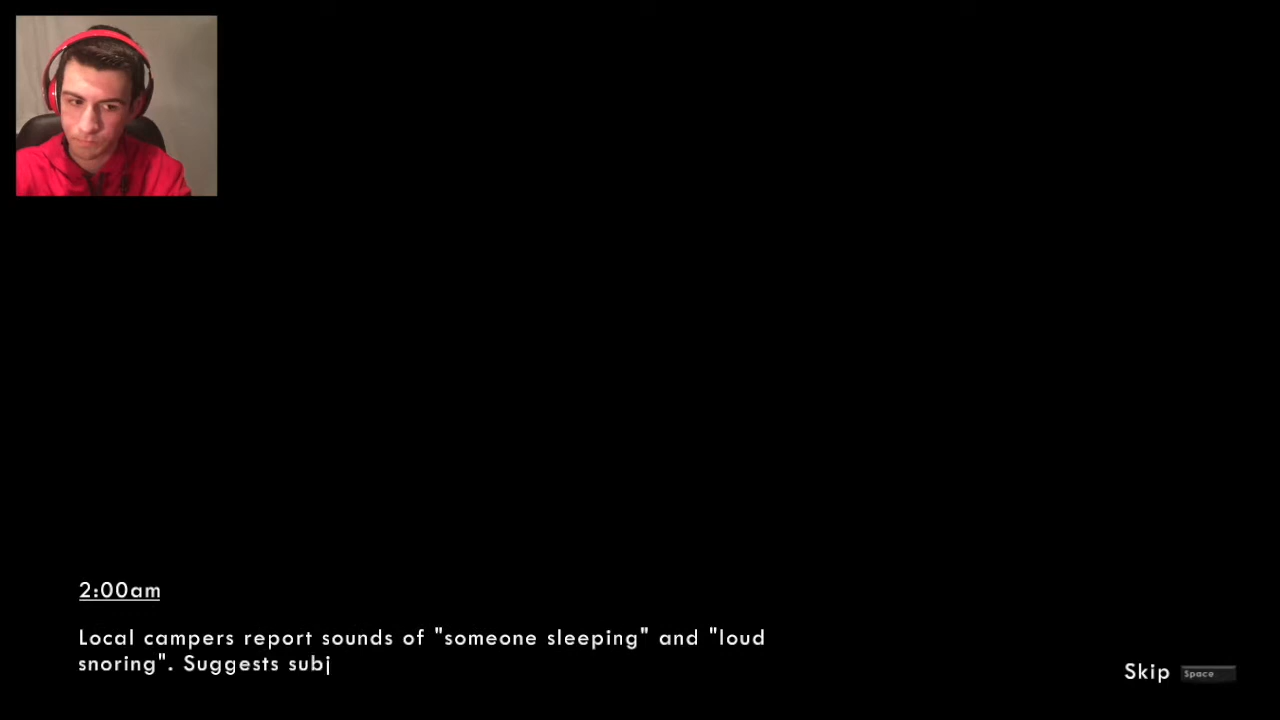 2:00am
Local campers report sounds of "someone sleeping" and "loud
snoring". Suggests subj
Skip Space